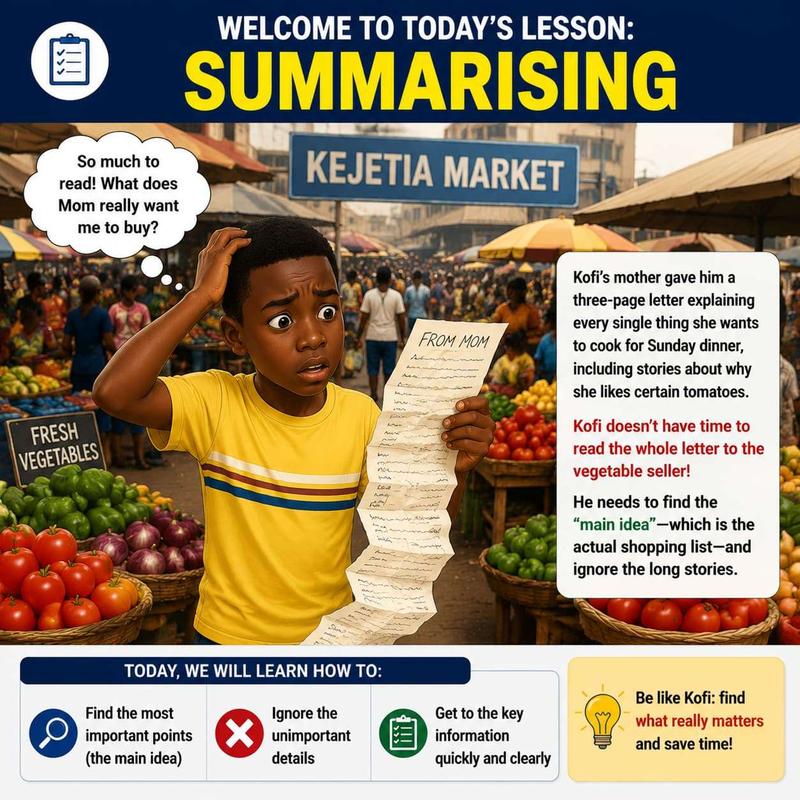 WELCOME TO TODAY'S LESSON:
SUMMARISING
So much to
read! What does
Mom really want
me to buy?
KEJETIA MARKET
FROM MOM
FRESH
VEGETABLES
Kofi's mother gave him a
three-page letter explaining
every single thing she wants
to cook for Sunday dinner,
including stories about why
she likes certain tomatoes.
Kofi doesn't have time to
read the whole letter to the
vegetable seller!
He needs to find the
“main idea”—which is the
actual shopping list—and
ignore the long stories.
TODAY, WE WILL LEARN HOW TO:
Find the most
important points
(the main idea)
Ignore the
unimportant
details
Get to the key
information
quickly and clearly
Be like Kofi: find
what really matters
and save time!